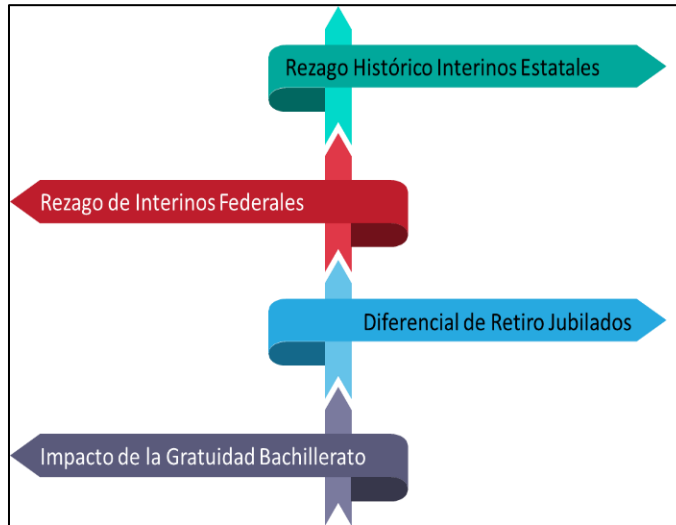 Rezago Histórico Interinos Estatales
Rezago de Interinos Federales
Diferencial de Retiro Jubilados
Impacto de la Gratuidad Bachillerato